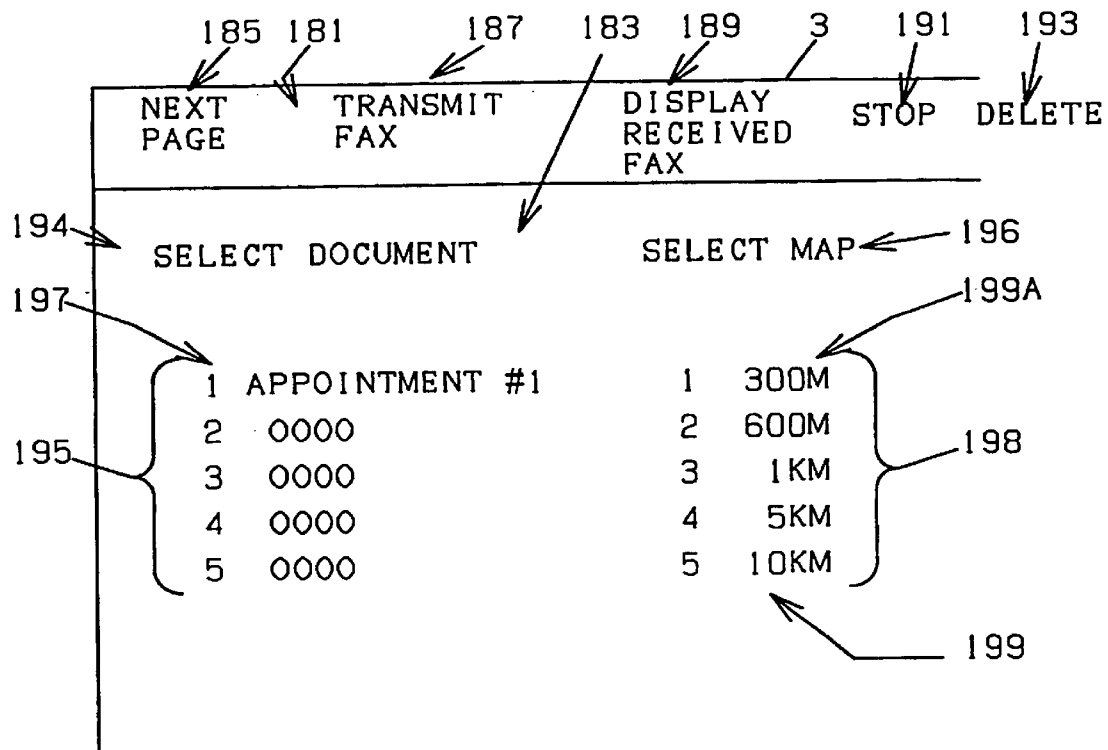 185 181 187 183 189 3 191 193
NEXT PAGE
TRANSMIT FAX
DISPLAY RECEIVED FAX
STOP
DELETE
194 SELECT DOCUMENT
SELECT MAP 196
197
199A
195
1 APPOINTMENT #1
2 0000
3 0000
4 0000
5 0000
1 300M
2 600M
3 1KM
4 5KM
5 10KM
198
199